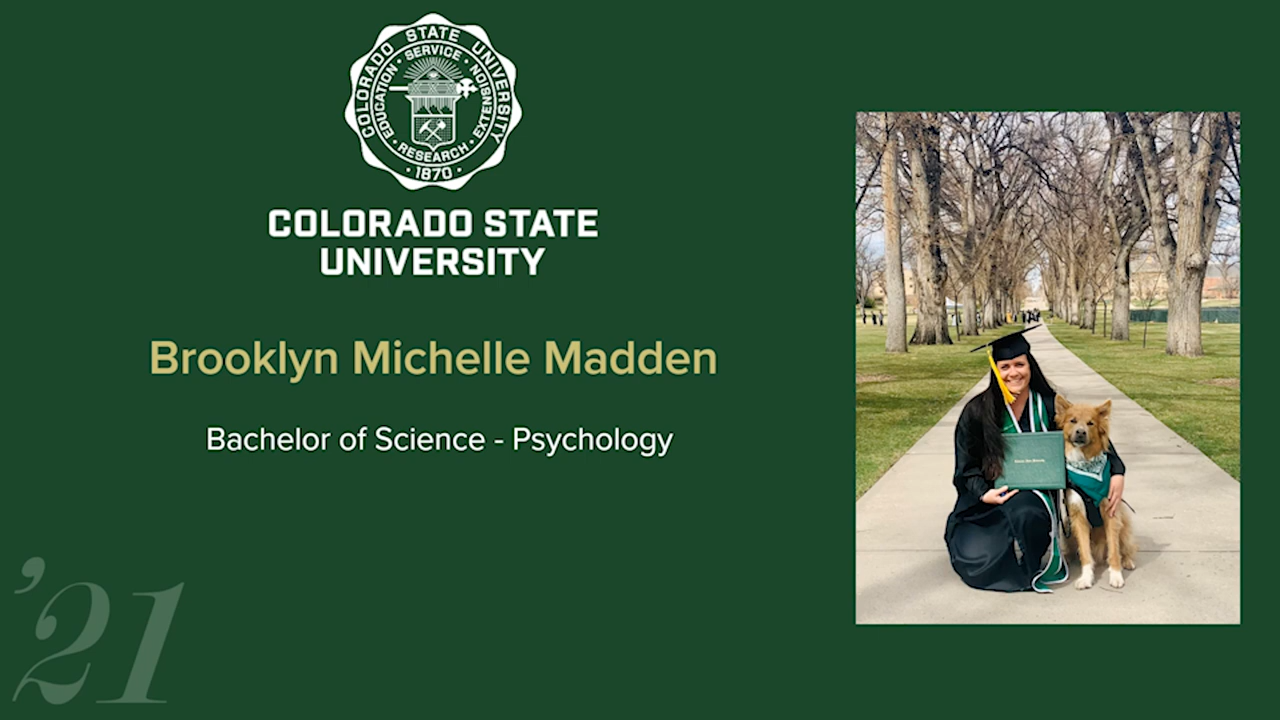 COLORADO STATE UNIVERSITY
EDUCATION • SERVICE • EXTENSION
• RESEARCH •
• 1870 •
COLORADO STATE
UNIVERSITY
Brooklyn Michelle Madden
Bachelor of Science - Psychology
’21